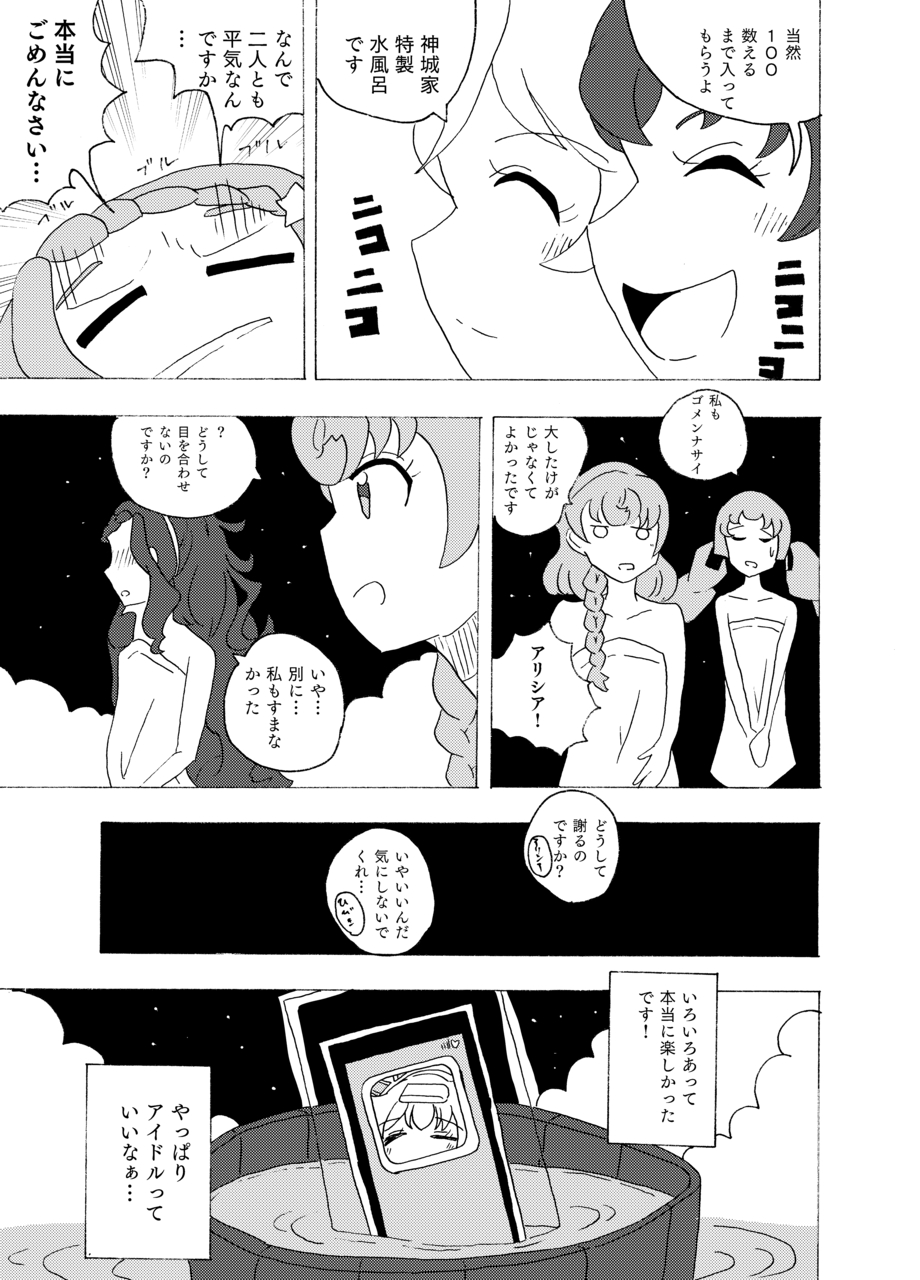 当然
１００
数える
まで入って
もらうよ
神城家
特製
水風呂
です
ニコニコ
ニコニコ
なんで
二人とも
平気なん
ですか
…
ブル
ブル
本当に
ごめんなさい…
私も
ゴメンナサイ
大したけが
じゃなくて
よかったです
アリシア！
？
どうして
目を合わせ
ないの
ですか？
いや…
別に…
私もすまな
かった
どうして
謝るの
ですか？
いやいいんだ
気にしないで
くれ…
いろいろあって
本当に楽しかった
です！
やっぱり
アイドルって
いいなぁ…